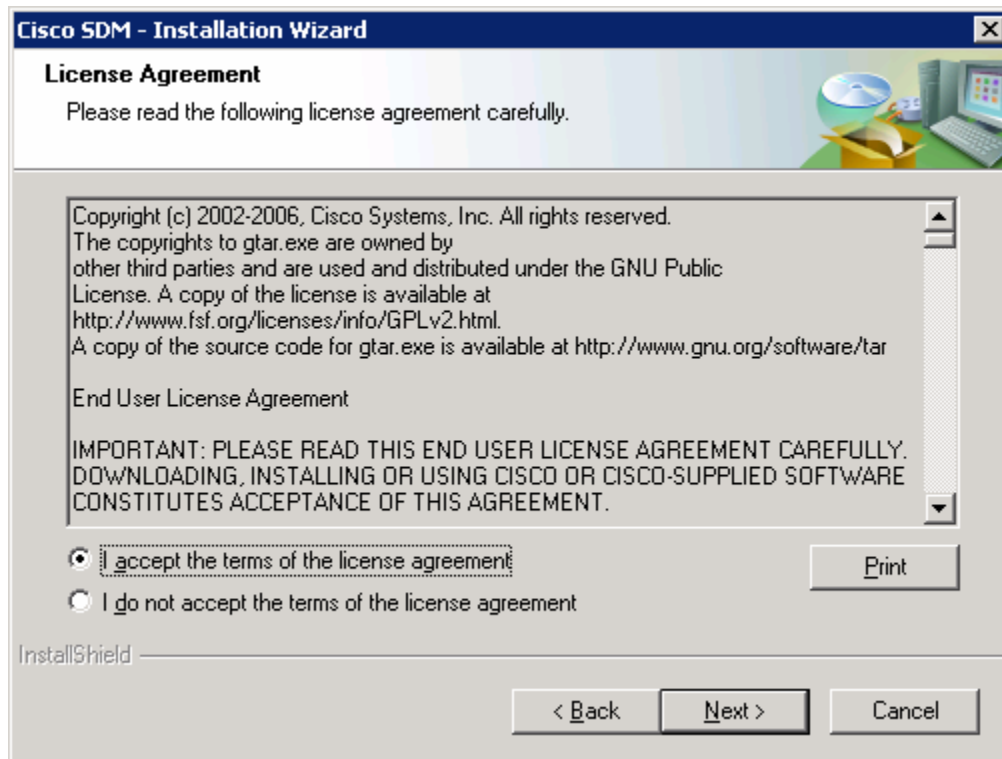 Cisco SDM - Installation Wizard
License Agreement
Please read the following license agreement carefully.
Copyright (c) 2002-2006, Cisco Systems, Inc. All rights reserved.
The copyrights to gtar.exe are owned by
other third parties and are used and distributed under the GNU Public
License. A copy of the license is available at
http://www.fsf.org/licenses/info/GPLv2.html.
A copy of the source code for gtar.exe is available at http://www.gnu.org/software/tar
End User License Agreement
IMPORTANT: PLEASE READ THIS END USER LICENSE AGREEMENT CAREFULLY.
DOWNLOADING, INSTALLING OR USING CISCO OR CISCO-SUPPLIED SOFTWARE
CONSTITUTES ACCEPTANCE OF THIS AGREEMENT.
I accept the terms of the license agreement
Print
I do not accept the terms of the license agreement
InstallShield
< Back
Next >
Cancel